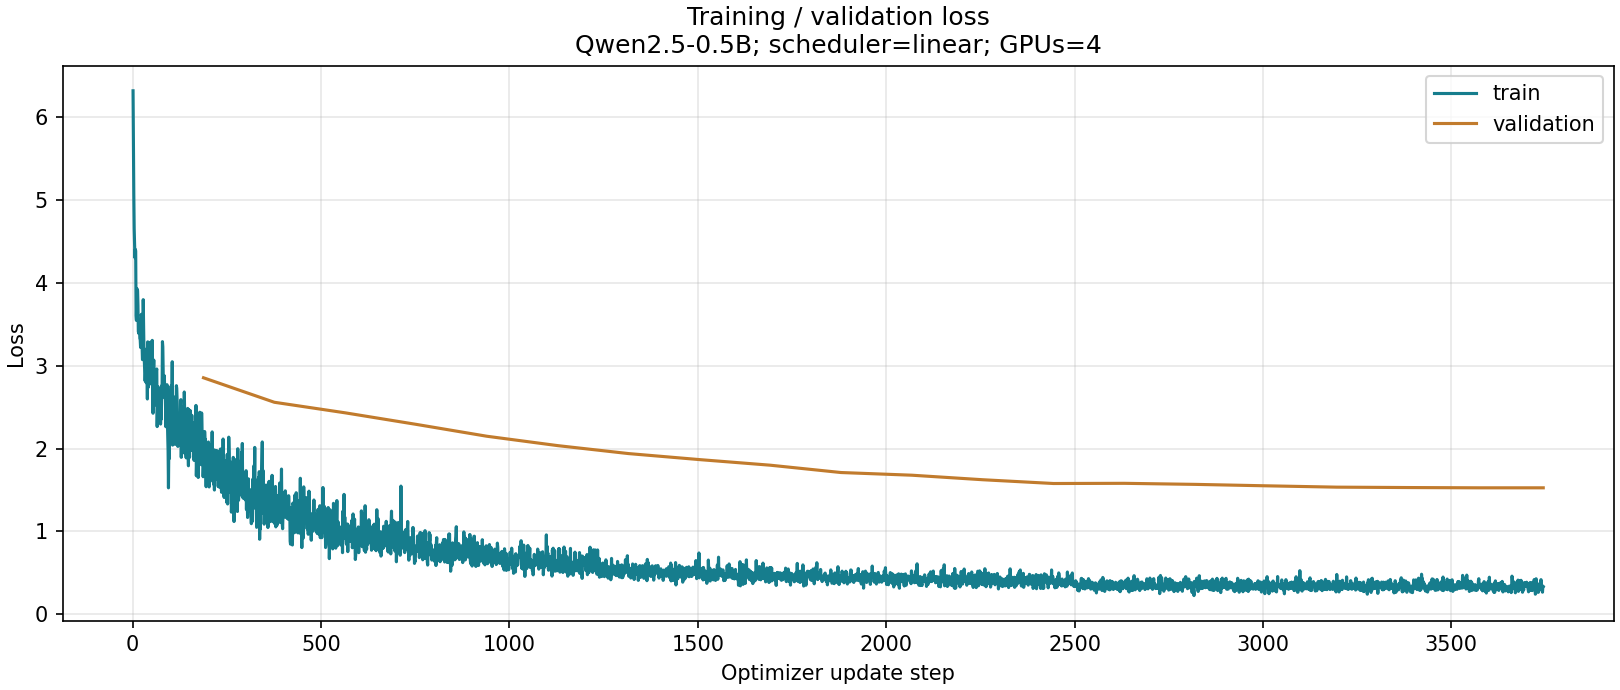 Training / validation loss
Qwen2.5-0.5B; scheduler=linear; GPUs=4
train
validation
6
5
4
3
2
1
0
Loss
0
500
1000
1500
2000
2500
3000
3500
Optimizer update step